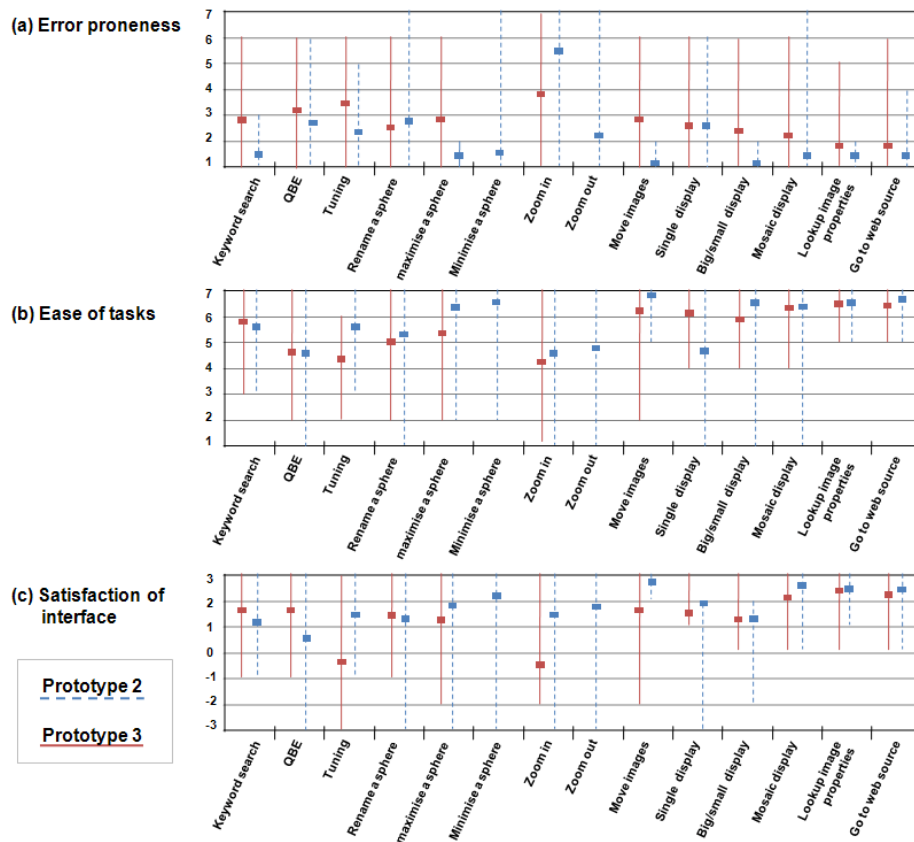 (a) Error proneness
7
6
5
4
3
2
1
Keyword search
QBE
Tuning
Rename a sphere
maximise a sphere
Minimise a sphere
Zoom in
Zoom out
Move images
Single display
Big/small display
Mosaic display
Lookup image
properties
Go to web source
(b) Ease of tasks
7
6
5
4
3
2
1
Keyword search
QBE
Tuning
Rename a sphere
maximise a sphere
Minimise a sphere
Zoom in
Zoom out
Move images
Single display
Big/small display
Mosaic display
Lookup image
properties
Go to web source
(c) Satisfaction of
interface
3
2
1
0
-1
-2
-3
Keyword search
QBE
Tuning
Rename a sphere
maximise a sphere
Minimise a sphere
Zoom in
Zoom out
Move images
Single display
Big/small display
Mosaic display
Lookup image
properties
Go to web source
Prototype 2
Prototype 3